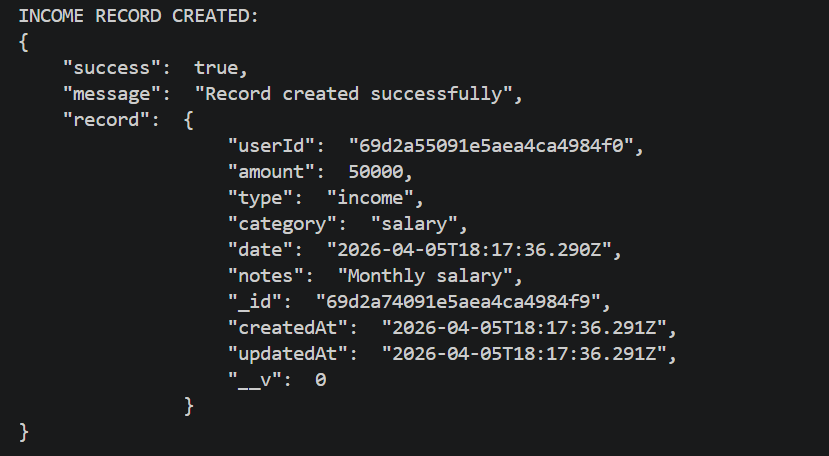 INCOME RECORD CREATED:
{
    "success":  true,
    "message":  "Record created successfully",
    "record":  {
                   "userId":  "69d2a55091e5aea4ca4984f0",
                   "amount":  50000,
                   "type":  "income",
                   "category":  "salary",
                   "date":  "2026-04-05T18:17:36.290Z",
                   "notes":  "Monthly salary",
                   "_id":  "69d2a74091e5aea4ca4984f9",
                   "createdAt":  "2026-04-05T18:17:36.291Z",
                   "updatedAt":  "2026-04-05T18:17:36.291Z",
                   "__v":  0
               }
}